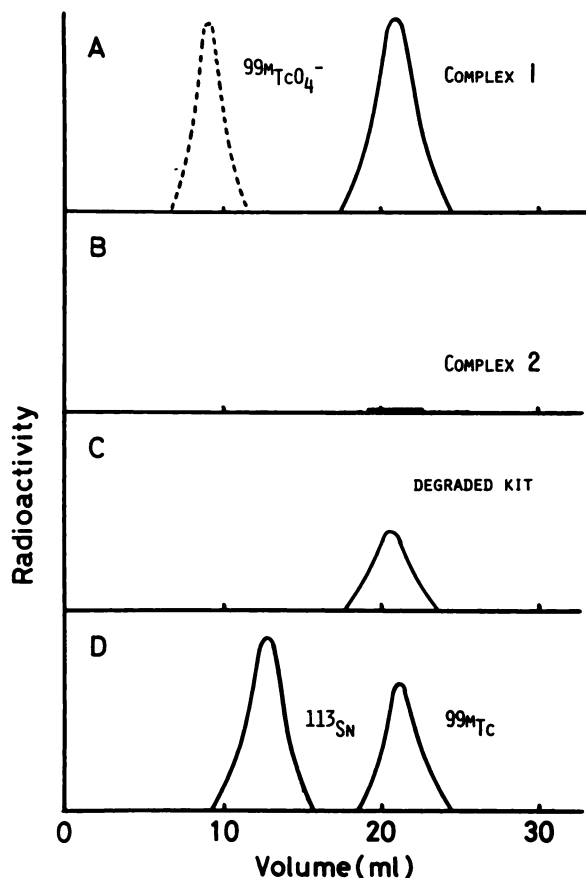 A
99MTcO4-
COMPLEX 1
B
COMPLEX 2
C
DEGRADED KIT
D
113SN
99MTC
Radioactivity
0 10 20 30
Volume(ml)